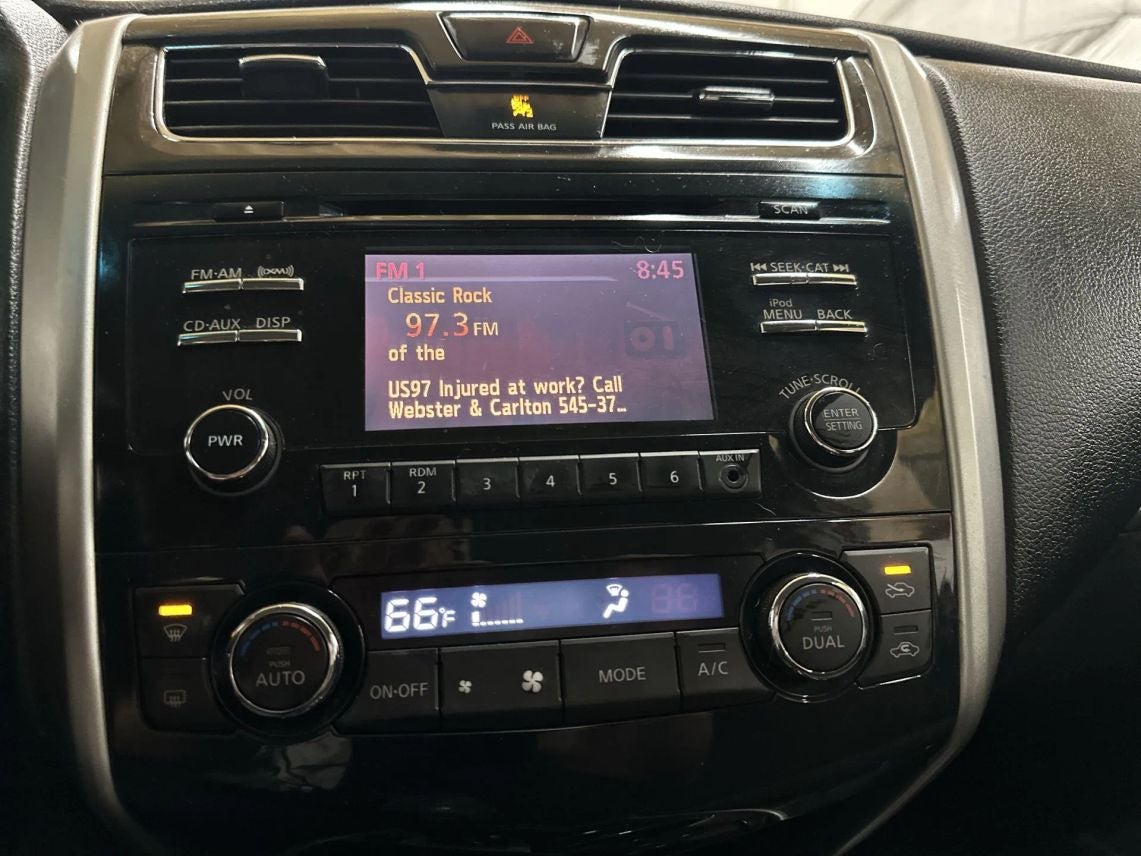 PASS AIR BAG
SCAN
FM·AM
((XM))
SEEK·CAT
CD·AUX
DISP
iPod
MENU
BACK
FM 1
8:45
Classic Rock
97.3 FM
of the
US97 Injured at work? Call
Webster & Carlton 545-37…
VOL
PWR
TUNE·SCROLL
ENTER
SETTING
RPT
1
RDM
2
3
4
5
6
AUX IN
66°F
PUSH
AUTO
ON·OFF
MODE
A/C
PUSH
DUAL